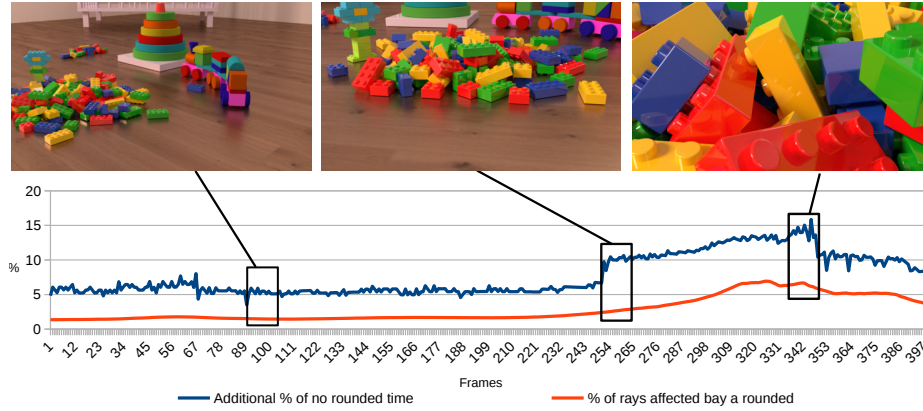 20
15
10
5
0
%
1 12 23 34 45 56 67 78 89 100 111 122 133 144 155 166 177 188 199 210 221 232 243 254 265 276 287 298 309 320 331 342 353 364 375 386 397
Frames
Additional % of no rounded time % of rays affected bay a rounded